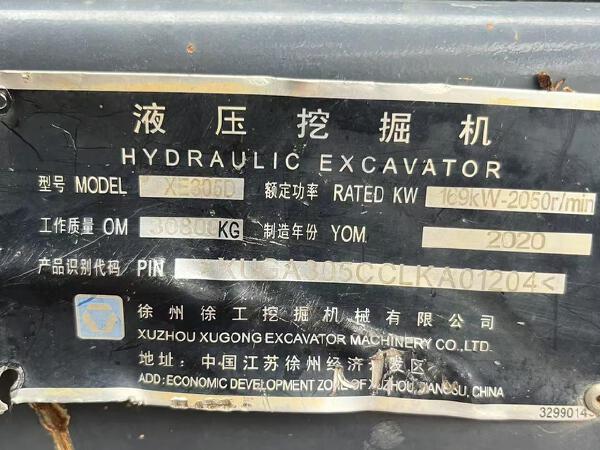 液压挖掘机
HYDRAULIC EXCAVATOR
型号 MODEL XE305D 额定功率 RATED KW 169kW-2050r/min
工作质量 OM KG 制造年份 YOM 2020
产品识别代码 PIN XUGA305CCLKA01204<
徐州徐工挖掘机械有限公司
XUZHOU XUGONG EXCAVATOR MACHINERY CO.,LTD.
地址: 中国江苏徐州经济开发区
ADD: ECONOMIC DEVELOPMENT ZONE OF XUZHOU, JIANGSU, CHINA